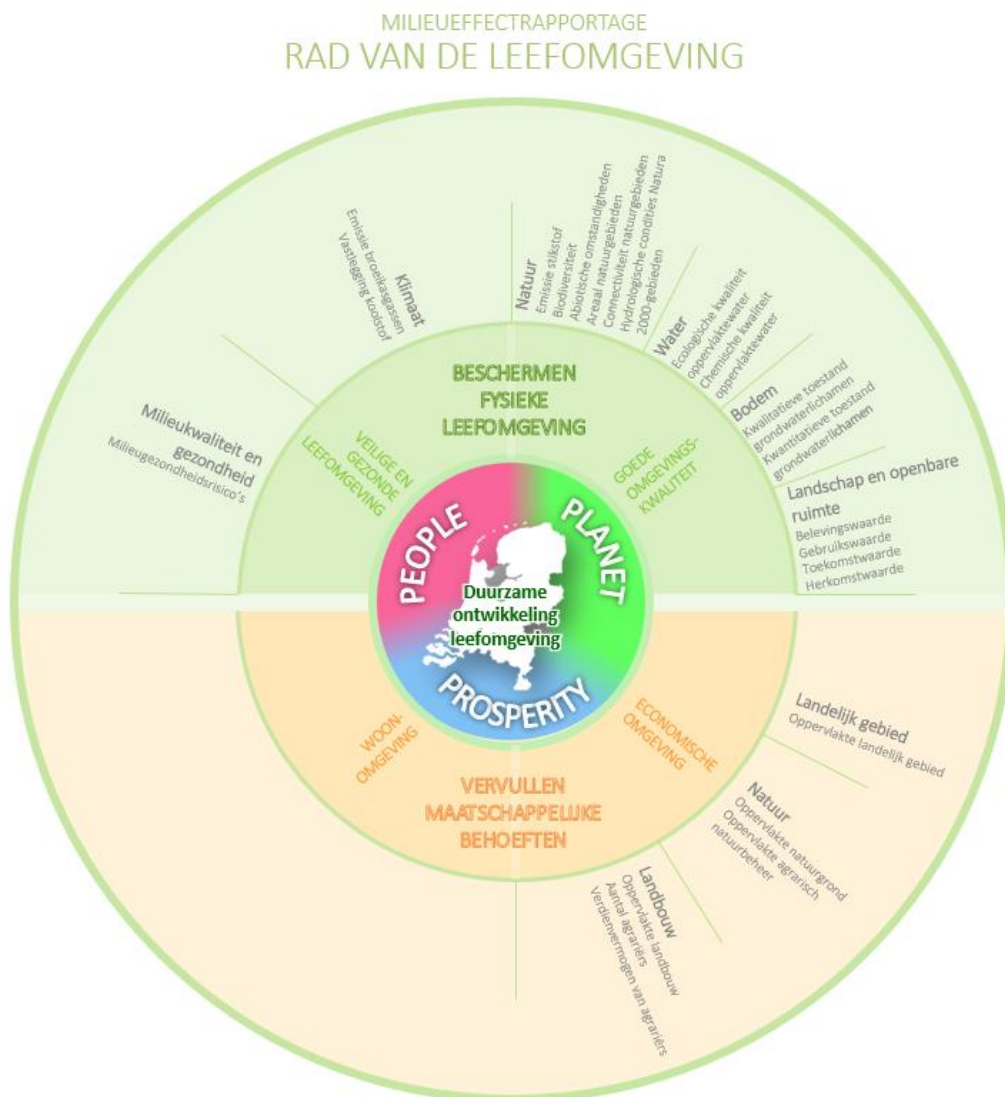 MILIEUEFFECTRAPPORTAGE
RAD VAN DE LEEFOMGEVING
Milieukwaliteit en
gezondheid
Milieugezondheidsrisico's
Klimaat
Emissie broeikasgassen
Vastlegging koolstof
Natuur
Emissie stikstof
Biodiversiteit
Abiotische omstandigheden
Areaal natuurgebieden
Connectiviteit natuurgebieden
Hydrologische condities Natura
2000-gebieden
Water
Ecologische kwaliteit
oppervlaktewater
Chemische kwaliteit
oppervlaktewater
Bodem
Kwalitatieve toestand
grondwaterlichamen
Kwantitatieve toestand
grondwaterlichamen
Landschap en openbare
ruimte
Belevingswaarde
Gebruikswaarde
Toekomstwaarde
Herkomstwaarde
BESCHERMEN
FYSIEKE
LEEFOMGEVING
VEILIGE EN
GEZONDE
LEEFOMGEVING
GOEDE
OMGEVINGS-
KWALITEIT
PEOPLE
PLANET
PROSPERITY
Duurzame
ontwikkeling
leefomgeving
WOON-
OMGEVING
ECONOMISCHE
OMGEVING
VERVULLEN
MAATSCHAPPELIJKE
BEHOEFTEN
Landelijk gebied
Oppervlakte landelijk gebied
Natuur
Oppervlakte natuurgrond
Oppervlakte agrarisch
natuurbeheer
Landbouw
Oppervlakte landbouw
Aantal agrariërs
Verdienvermogen van agrariërs